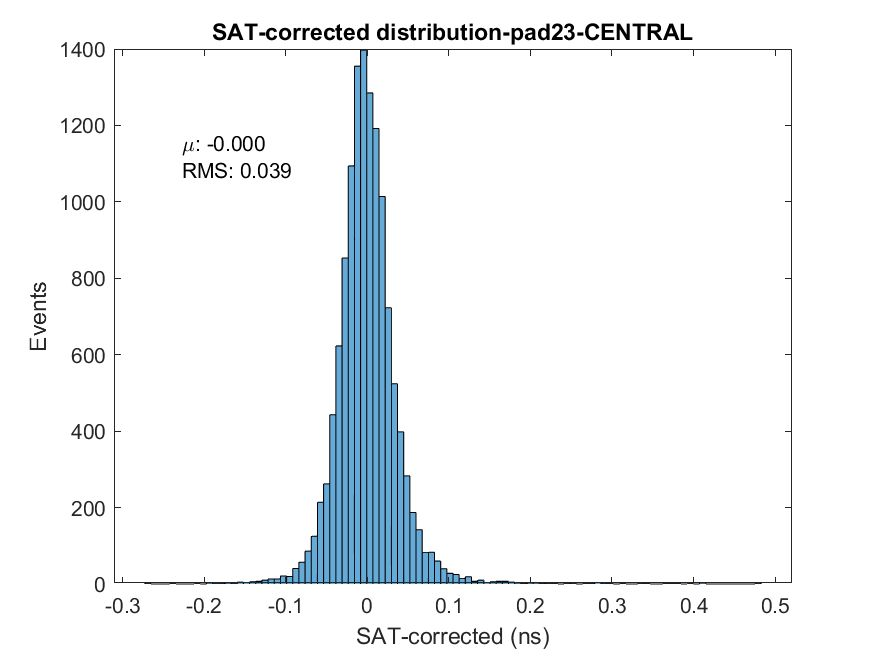 SAT-corrected distribution-pad23-CENTRAL
1400
1200
1000
800
600
400
200
0
μ: -0.000
RMS: 0.039
Events
-0.3 -0.2 -0.1 0 0.1 0.2 0.3 0.4 0.5
SAT-corrected (ns)